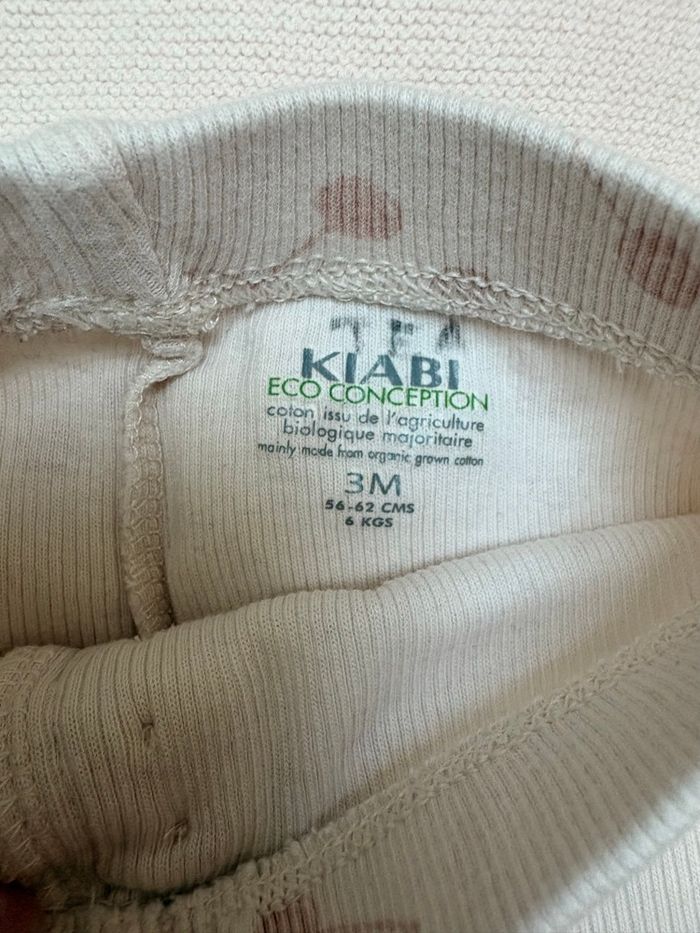 KIABI
ECO CONCEPTION
coton issu de l'agriculture
biologique majoritaire
mainly made from organic grown cotton
3M
56-62 CMS
6 KGS